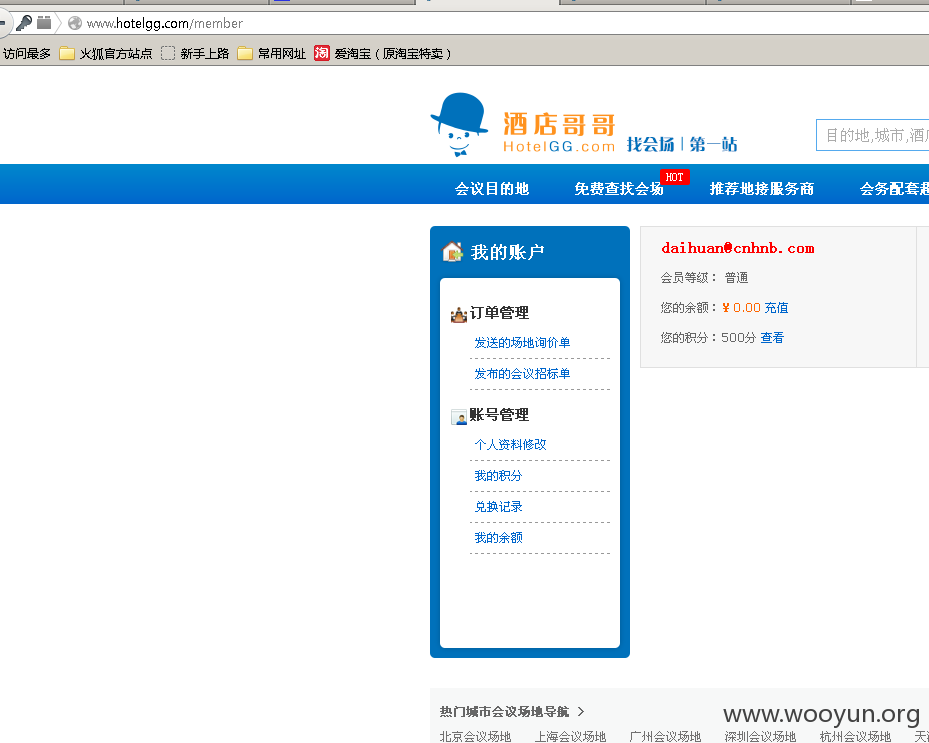 www.hotelgg.com/member
访问最多 火狐官方站点 新手上路 常用网址 淘 爱淘宝（原淘宝特卖）
酒店哥哥
HotelGG.com 找会场 | 第一站
目的地,城市,酒店
会议目的地 免费查找会场 HOT 推荐地接服务商 会务配套
我的账户
订单管理
发送的场地询价单
发布的会议招标单
账号管理
个人资料修改
我的积分
兑换记录
我的余额
daihuan@cnhnb.com
会员等级： 普通
您的余额：¥ 0.00 充值
您的积分：500分 查看
热门城市会议场地导航 >
北京会议场地 上海会议场地 广州会议场地 深圳会议场地 杭州会议场地 天
www.wooyun.org